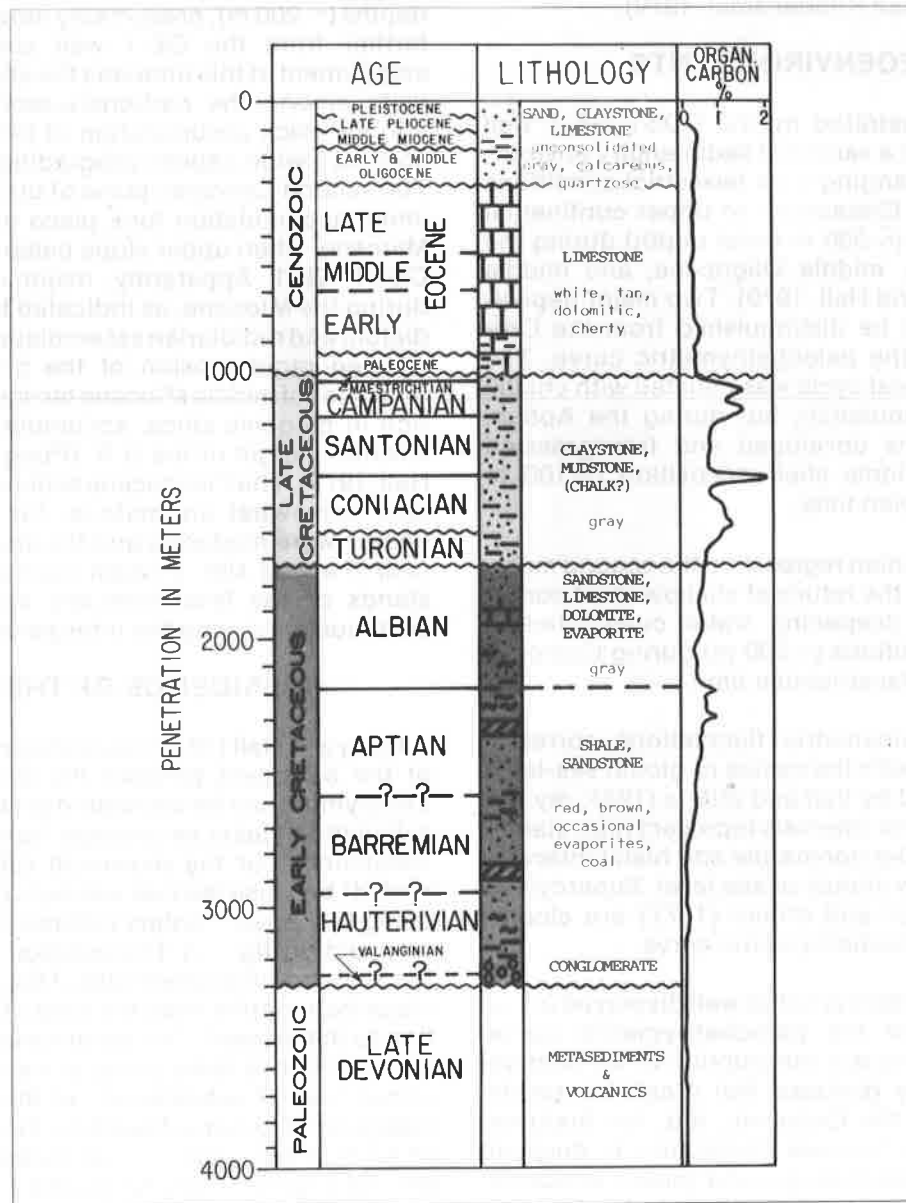 AGE
LITHOLOGY
ORGAN.
CARBON
%
0
1
2
0
1000
2000
3000
4000
PENETRATION IN METERS
CENOZOIC
LATE
CRETACEOUS
EARLY CRETACEOUS
PALEOZOIC
PLEISTOCENE
LATE PLIOCENE
MIDDLE MIOCENE
EARLY & MIDDLE
OLIGOCENE
LATE
MIDDLE
EARLY
EOCENE
PALEOCENE
MAESTRICHTIAN
CAMPANIAN
SANTONIAN
CONIACIAN
TURONIAN
ALBIAN
APTIAN
—?—?—
BARREMIAN
—?—?—
HAUTERIVIAN
VALANGINIAN
? ?
LATE
DEVONIAN
SAND, CLAYSTONE,
LIMESTONE
unconsolidated
gray, calcareous,
quartzose
LIMESTONE
white, tan,
dolomitic,
cherty
CLAYSTONE,
MUDSTONE,
(CHALK?)
gray
SANDSTONE,
LIMESTONE,
DOLOMITE,
EVAPORITE
gray
SHALE,
SANDSTONE
red, brown,
occasional
evaporites,
coal
CONGLOMERATE
METASEDIMENTS
&
VOLCANICS